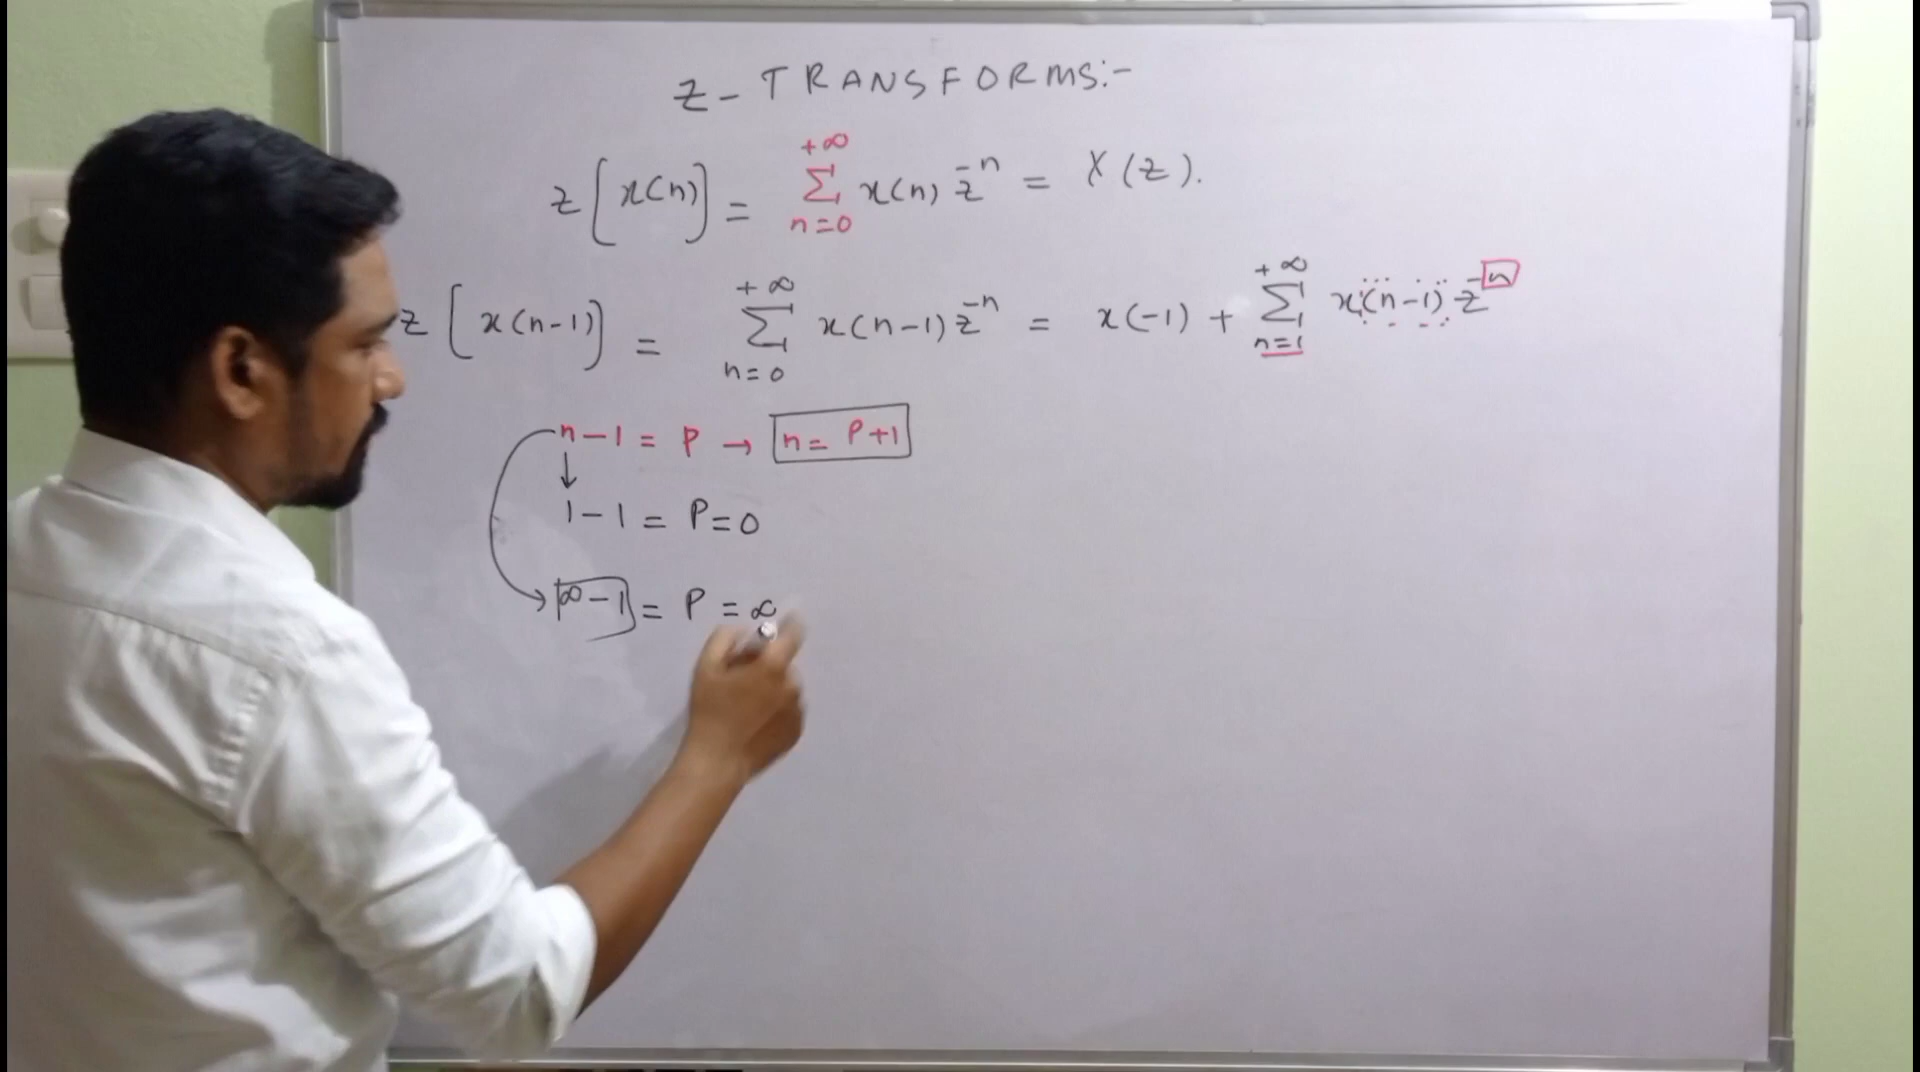 Z - TRANSFORMS:-
z[x(n)] = +∞ Σ n=0 x(n) z^-n = X(z).
z[x(n-1)] = +∞ Σ n=0 x(n-1) z^-n = x(-1) + +∞ Σ n=1 x(n-1) z^-n
n-1 = P → n = P+1
↓
1-1 = P=0
∞-1 = P = ∞